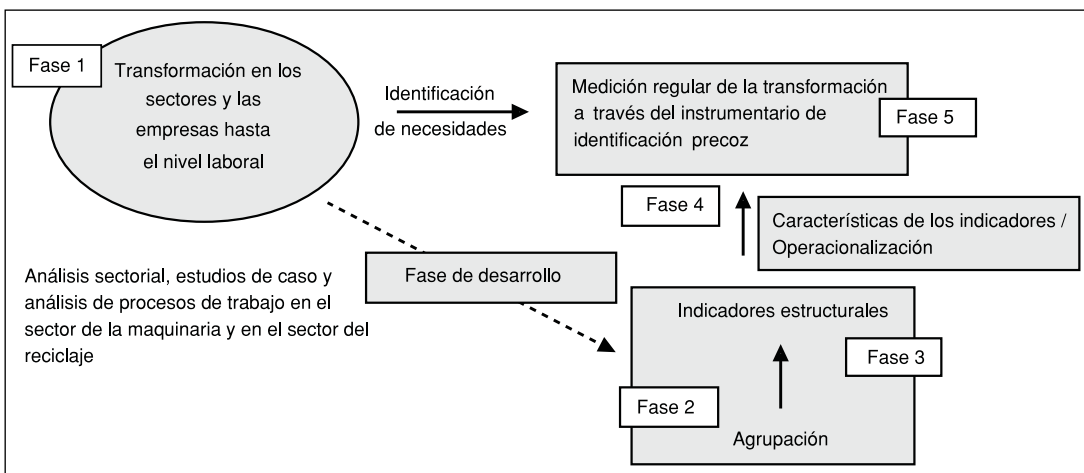 Fase 1
Transformación en los
sectores y las
empresas hasta
el nivel laboral
Identificación
de necesidades
Medición regular de la transformación
a través del instrumentario de
identificación precoz
Fase 5
Fase 4
Características de los indicadores /
Operacionalización
Análisis sectorial, estudios de caso y
análisis de procesos de trabajo en el
sector de la maquinaria y en el sector del
reciclaje
Fase de desarrollo
Indicadores estructurales
Fase 3
Fase 2
Agrupación